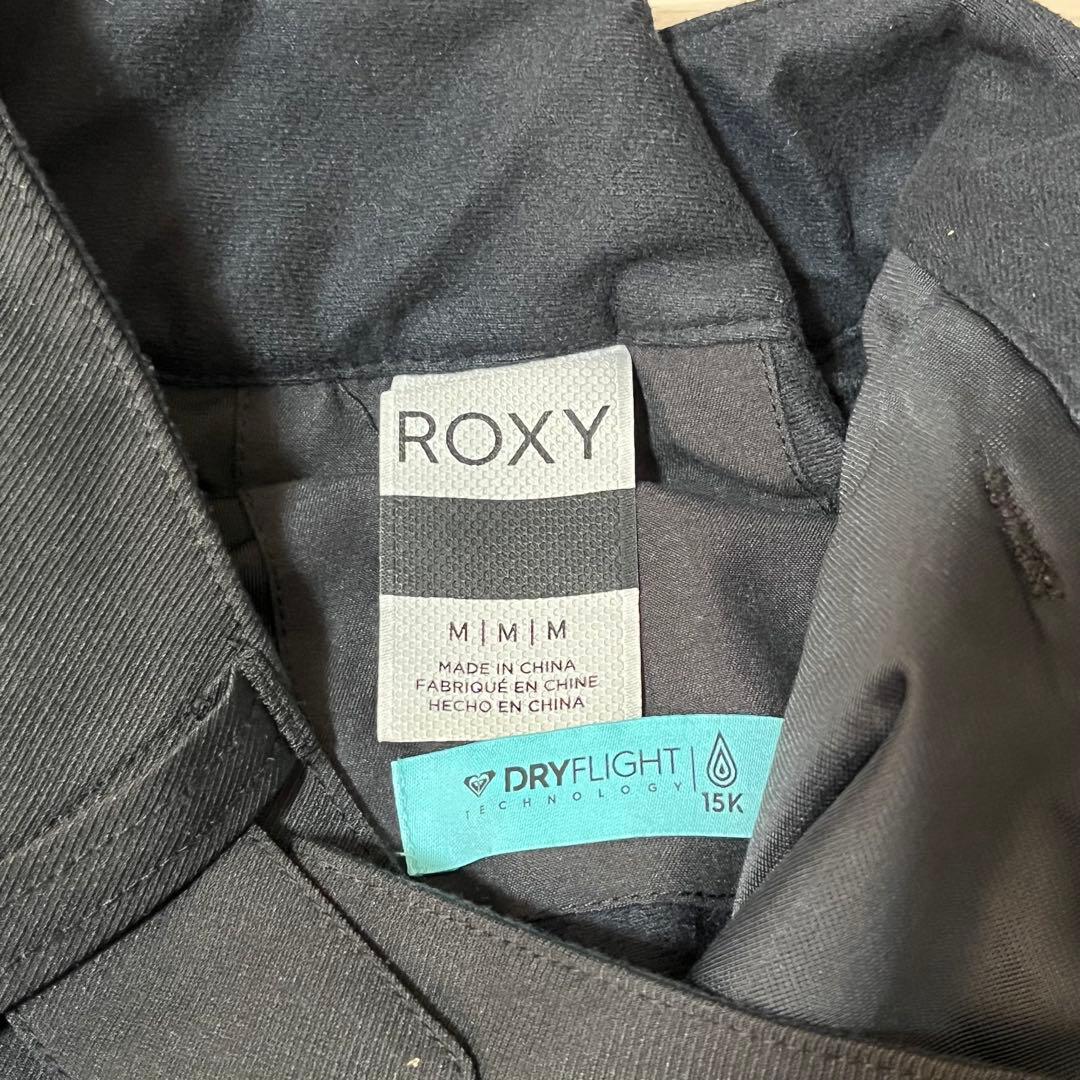 ROXY
M | M | M
MADE IN CHINA
FABRIQUÉ EN CHINE
HECHO EN CHINA
DRYFLIGHT
TECHNOLOGY
15K